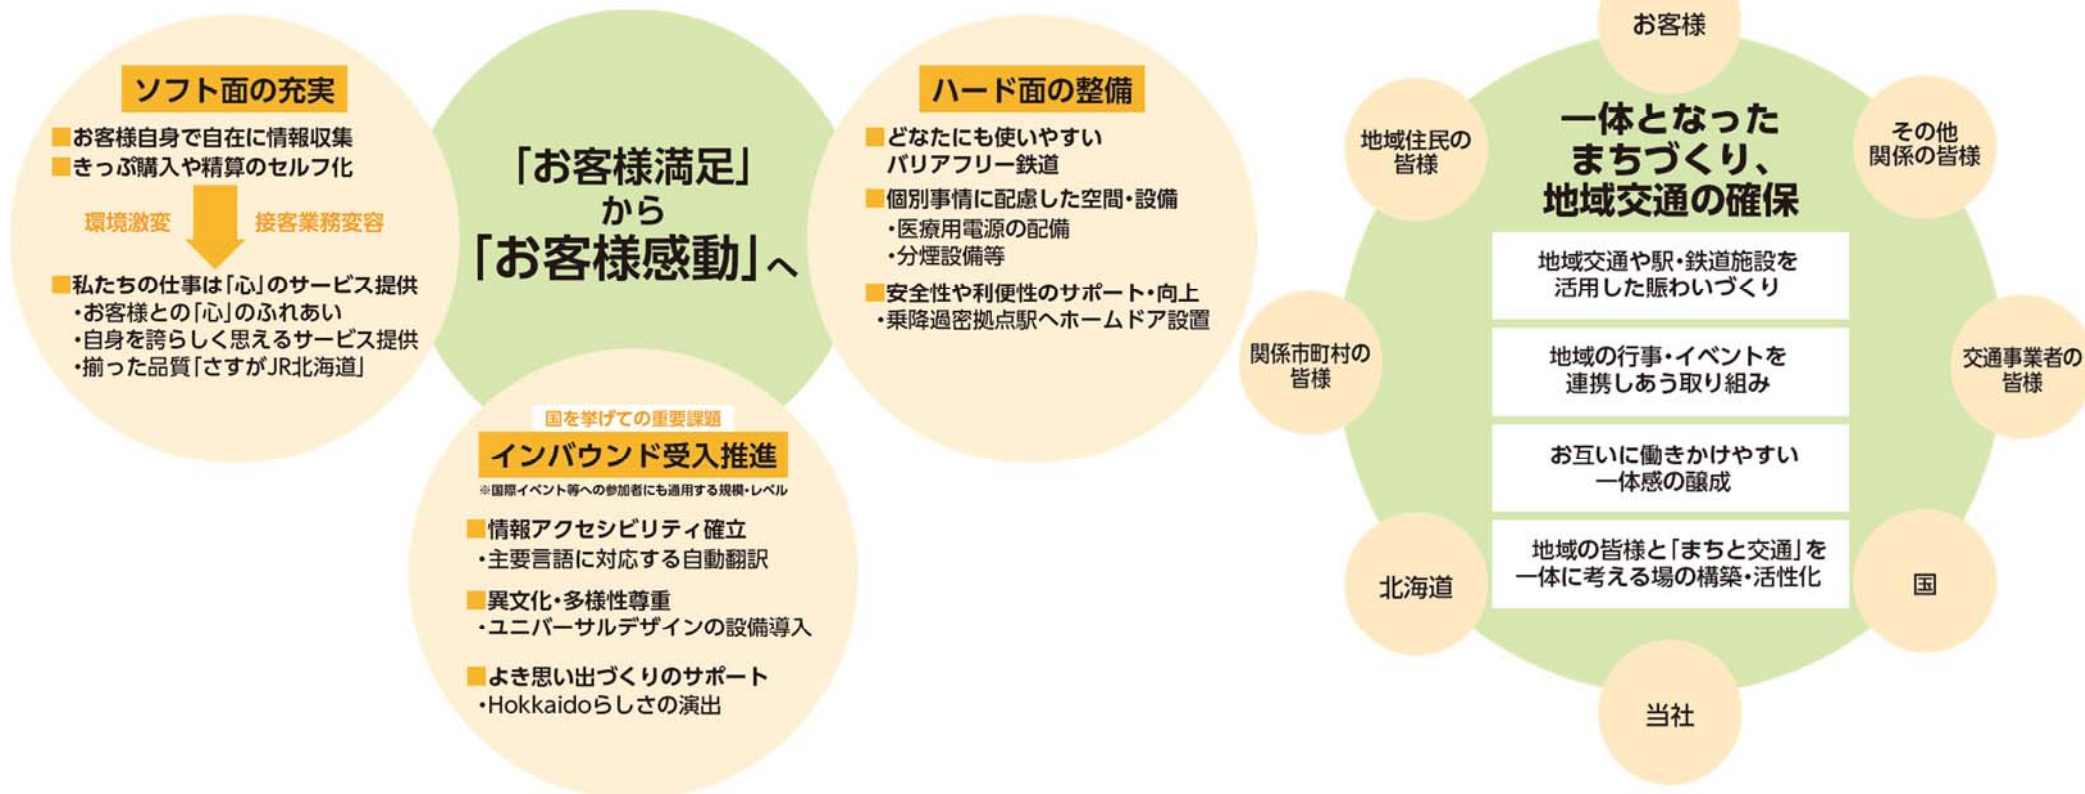 ソフト面の充実
■お客様自身で自在に情報収集
■きっぷ購入や精算のセルフ化
環境激変
接客業務変容
■私たちの仕事は「心」のサービス提供
・お客様との「心」のふれあい
・自身を誇らしく思えるサービス提供
・揃った品質「さすがJR北海道」
「お客様満足」
から
「お客様感動」へ
ハード面の整備
■どなたにも使いやすい
バリアフリー鉄道
■個別事情に配慮した空間・設備
・医療用電源の配備
・分煙設備等
■安全性や利便性のサポート・向上
・乗降過密拠点駅へホームドア設置
国を挙げての重要課題
インバウンド受入推進
※国際イベント等への参加者にも通用する規模・レベル
■情報アクセシビリティ確立
・主要言語に対応する自動翻訳
■異文化・多様性尊重
・ユニバーサルデザインの設備導入
■よき思い出づくりのサポート
・Hokkaidoらしさの演出
お客様
地域住民の
皆様
その他
関係の皆様
関係市町村の
皆様
交通事業者の
皆様
北海道
国
当社
一体となった
まちづくり、
地域交通の確保
地域交通や駅・鉄道施設を
活用した賑わいづくり
地域の行事・イベントを
連携しあう取り組み
お互いに働きかけやすい
一体感の醸成
地域の皆様と「まちと交通」を
一体に考える場の構築・活性化